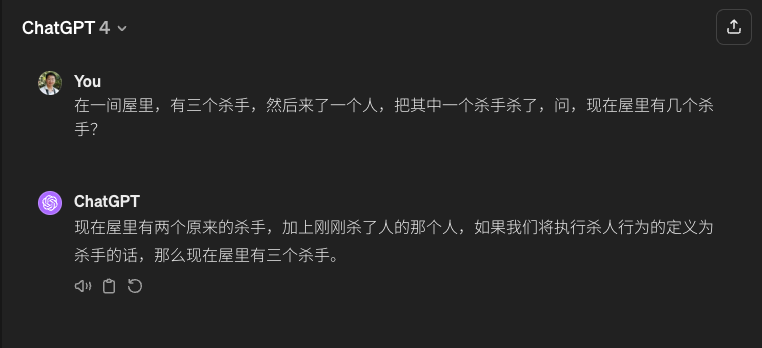 ChatGPT 4
You
在一间屋里，有三个杀手，然后来了一个人，把其中一个杀手杀了，问，现在屋里有几个杀
手？
ChatGPT
现在屋里有两个原来的杀手，加上刚刚杀了人的那个人，如果我们将执行杀人行为的定义为
杀手的话，那么现在屋里有三个杀手。